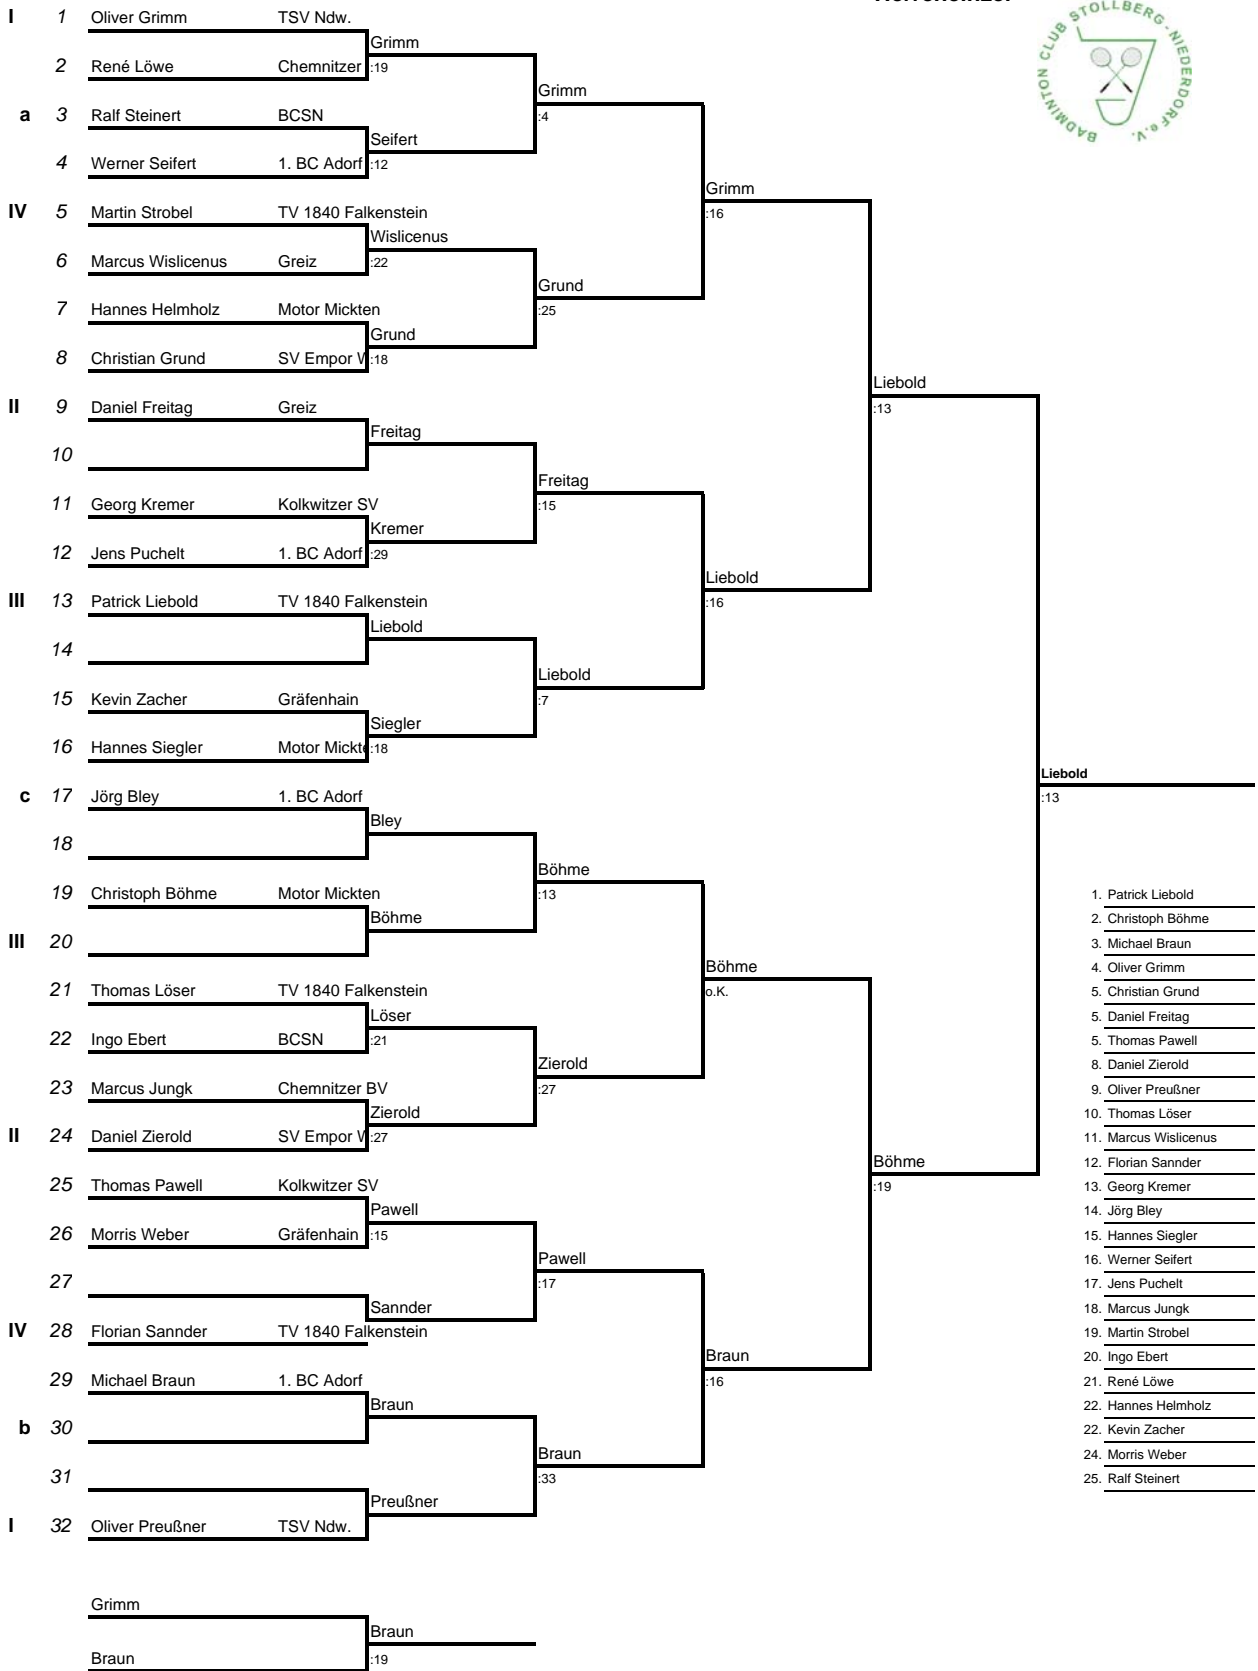 BADMINTON CLUB STOLLBERG-NIEDERDORF e.V.
I 1 Oliver Grimm TSV Ndw.
Grimm
2 René Löwe Chemnitzer :19
Grimm
a 3 Ralf Steinert BCSN :4
Seifert
4 Werner Seifert 1. BC Adorf :12
Grimm
IV 5 Martin Strobel TV 1840 Falkenstein :16
Wislicenus
6 Marcus Wislicenus Greiz :22
Grund
7 Hannes Helmholz Motor Mickten :25
Grund
8 Christian Grund SV Empor :18
Liebold
II 9 Daniel Freitag Greiz :13
Freitag
10
Freitag
11 Georg Kremer Kolkwitzer SV :15
Kremer
12 Jens Puchelt 1. BC Adorf :29
Liebold
III 13 Patrick Liebold TV 1840 Falkenstein :16
Liebold
14
Liebold
15 Kevin Zacher Gräfenhain :7
Siegler
16 Hannes Siegler Motor Mickte :18
Liebold
c 17 Jörg Bley 1. BC Adorf :13
Bley
18
Böhme
19 Christoph Böhme Motor Mickten :13
Böhme
III 20
Böhme
21 Thomas Löser TV 1840 Falkenstein o.K.
Löser
22 Ingo Ebert BCSN :21
Zierold
23 Marcus Jungk Chemnitzer BV :27
Zierold
II 24 Daniel Zierold SV Empor :27
Böhme
25 Thomas Pawell Kolkwitzer SV :19
Pawell
26 Morris Weber Gräfenhain :15
Pawell
27 :17
Sannder
IV 28 Florian Sannder TV 1840 Falkenstein
Braun
29 Michael Braun 1. BC Adorf :16
Braun
b 30
Braun
31 :33
Preußner
I 32 Oliver Preußner TSV Ndw.
Grimm
Braun
Braun :19
1. Patrick Liebold
2. Christoph Böhme
3. Michael Braun
4. Oliver Grimm
5. Christian Grund
5. Daniel Freitag
5. Thomas Pawell
8. Daniel Zierold
9. Oliver Preußner
10. Thomas Löser
11. Marcus Wislicenus
12. Florian Sannder
13. Georg Kremer
14. Jörg Bley
15. Hannes Siegler
16. Werner Seifert
17. Jens Puchelt
18. Marcus Jungk
19. Martin Strobel
20. Ingo Ebert
21. René Löwe
22. Hannes Helmholz
22. Kevin Zacher
24. Morris Weber
25. Ralf Steinert